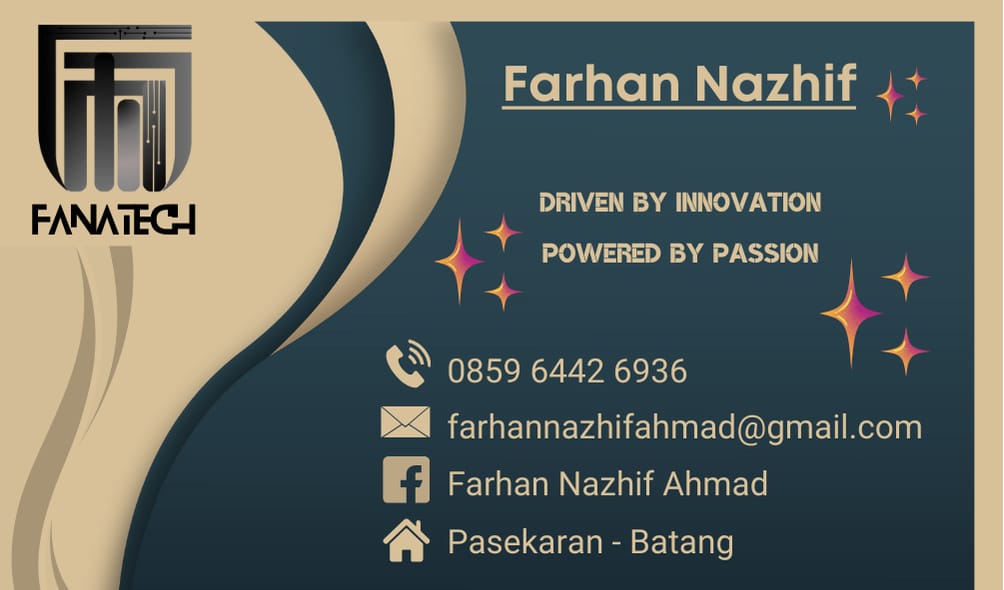 FANATECH
Farhan Nazhif
DRIVEN BY INNOVATION
POWERED BY PASSION
0859 6442 6936
farhannazhifahmad@gmail.com
Farhan Nazhif Ahmad
Pasekaran - Batang